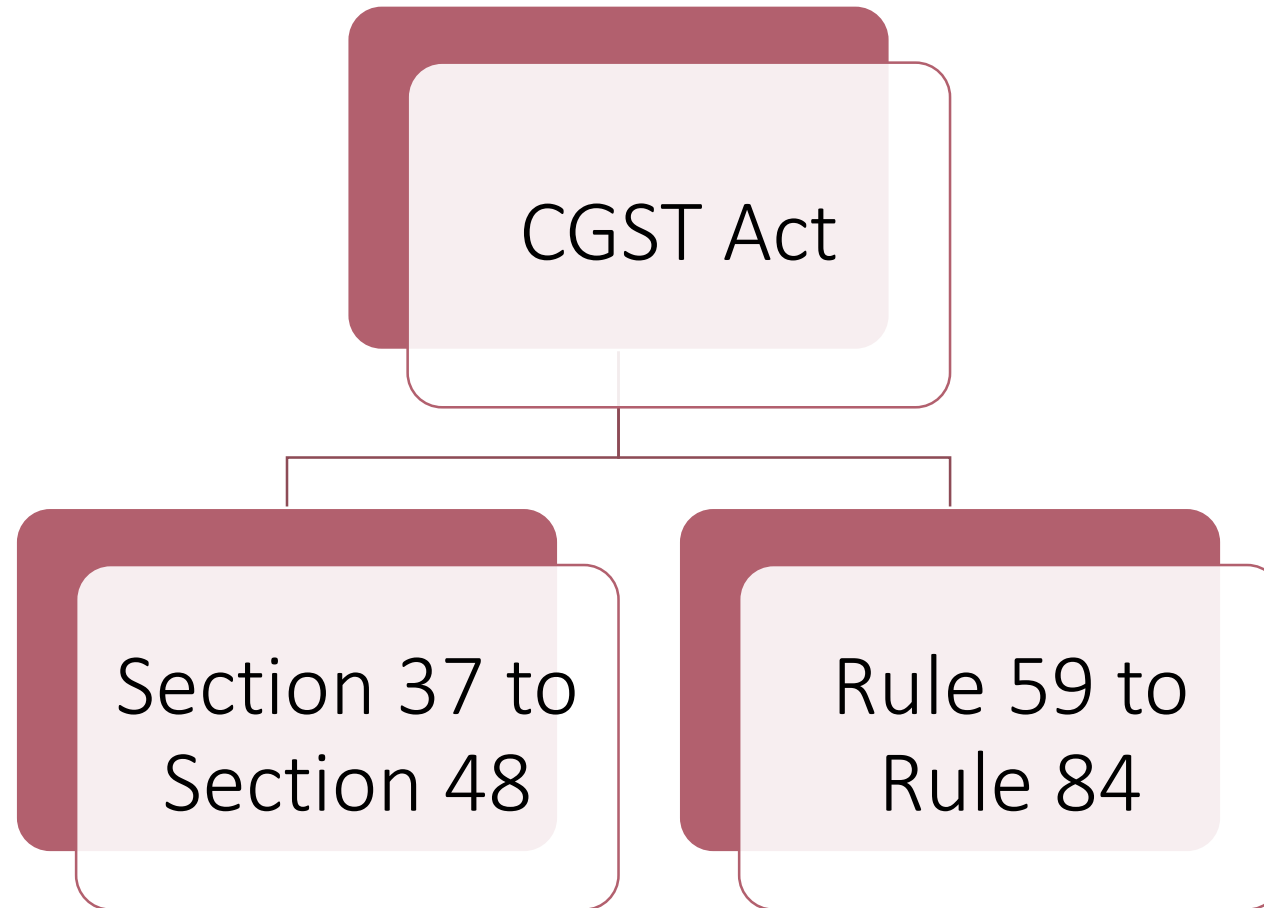 CGST Act
Section 37 to
Section 48
Rule 59 to
Rule 84